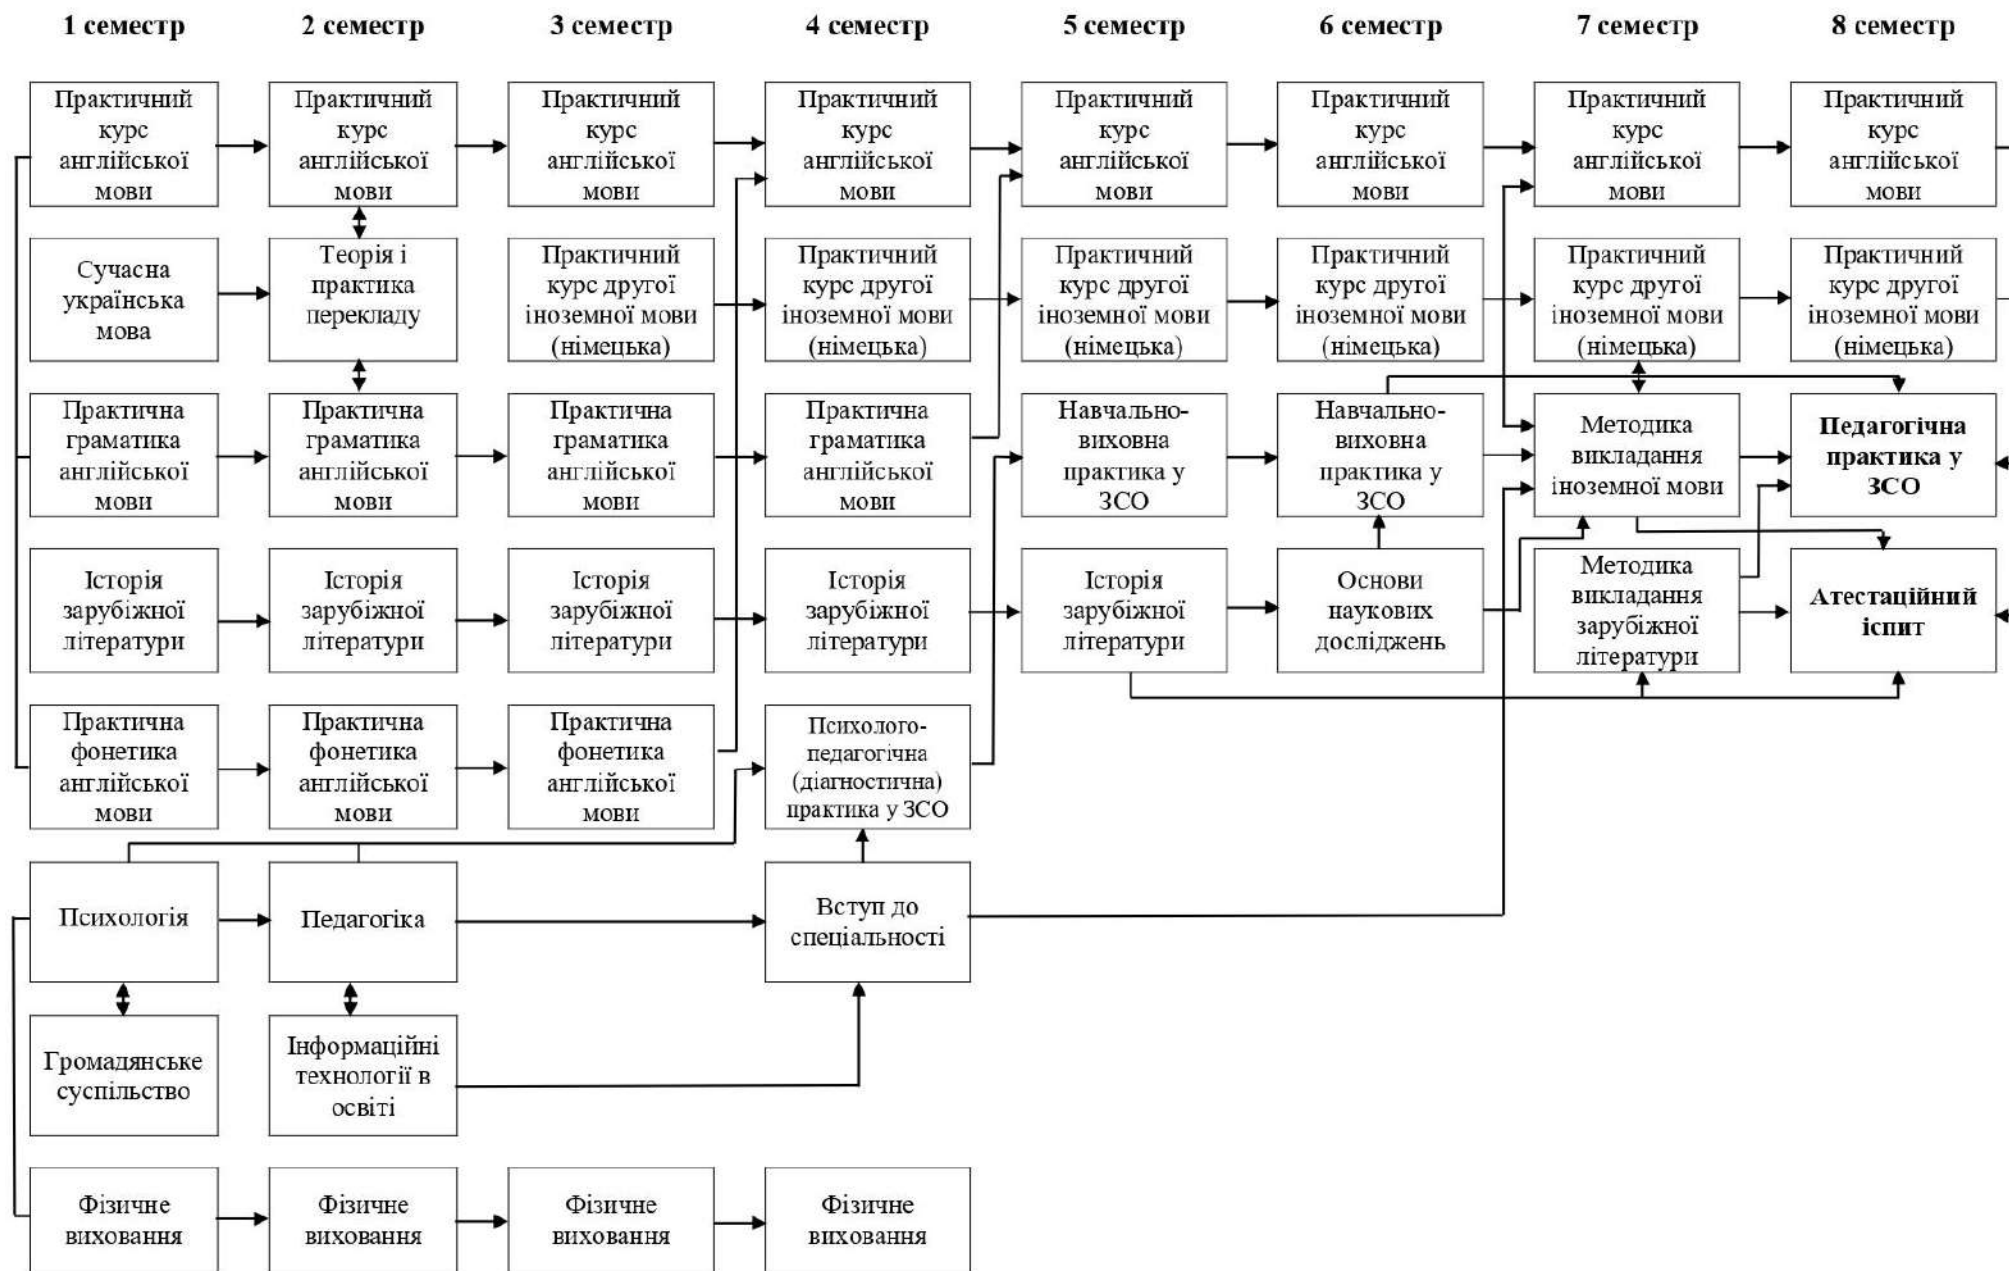 1 семестр
2 семестр
3 семестр
4 семестр
5 семестр
6 семестр
7 семестр
8 семестр
Практичний
курс
англійської
мови
Практичний
курс
англійської
мови
Практичний
курс
англійської
мови
Практичний
курс
англійської
мови
Практичний
курс
англійської
мови
Практичний
курс
англійської
мови
Практичний
курс
англійської
мови
Практичний
курс
англійської
мови
Сучасна
українська
мова
Теорія і
практика
перекладу
Практичний
курс другої
іноземної мови
(німецька)
Практичний
курс другої
іноземної мови
(німецька)
Практичний
курс другої
іноземної мови
(німецька)
Практичний
курс другої
іноземної мови
(німецька)
Практичний
курс другої
іноземної мови
(німецька)
Практичний
курс другої
іноземної мови
(німецька)
Практична
граматика
англійської
мови
Практична
граматика
англійської
мови
Практична
граматика
англійської
мови
Практична
граматика
англійської
мови
Навчально-
виховна
практика у
ЗСО
Навчально-
виховна
практика у
ЗСО
Методика
викладання
іноземної мови
Педагогічна
практика у
ЗСО
Історія
зарубіжної
літератури
Історія
зарубіжної
літератури
Історія
зарубіжної
літератури
Історія
зарубіжної
літератури
Історія
зарубіжної
літератури
Основи
наукових
досліджень
Методика
викладання
зарубіжної
літератури
Атестаційний
іспит
Практична
фонетика
англійської
мови
Практична
фонетика
англійської
мови
Практична
фонетика
англійської
мови
Психолого-
педагогічна
(діагностична)
практика у ЗСО
Психологія
Педагогіка
Вступ до
спеціальності
Громадянське
суспільство
Інформаційні
технології в
освіті
Фізичне
виховання
Фізичне
виховання
Фізичне
виховання
Фізичне
виховання